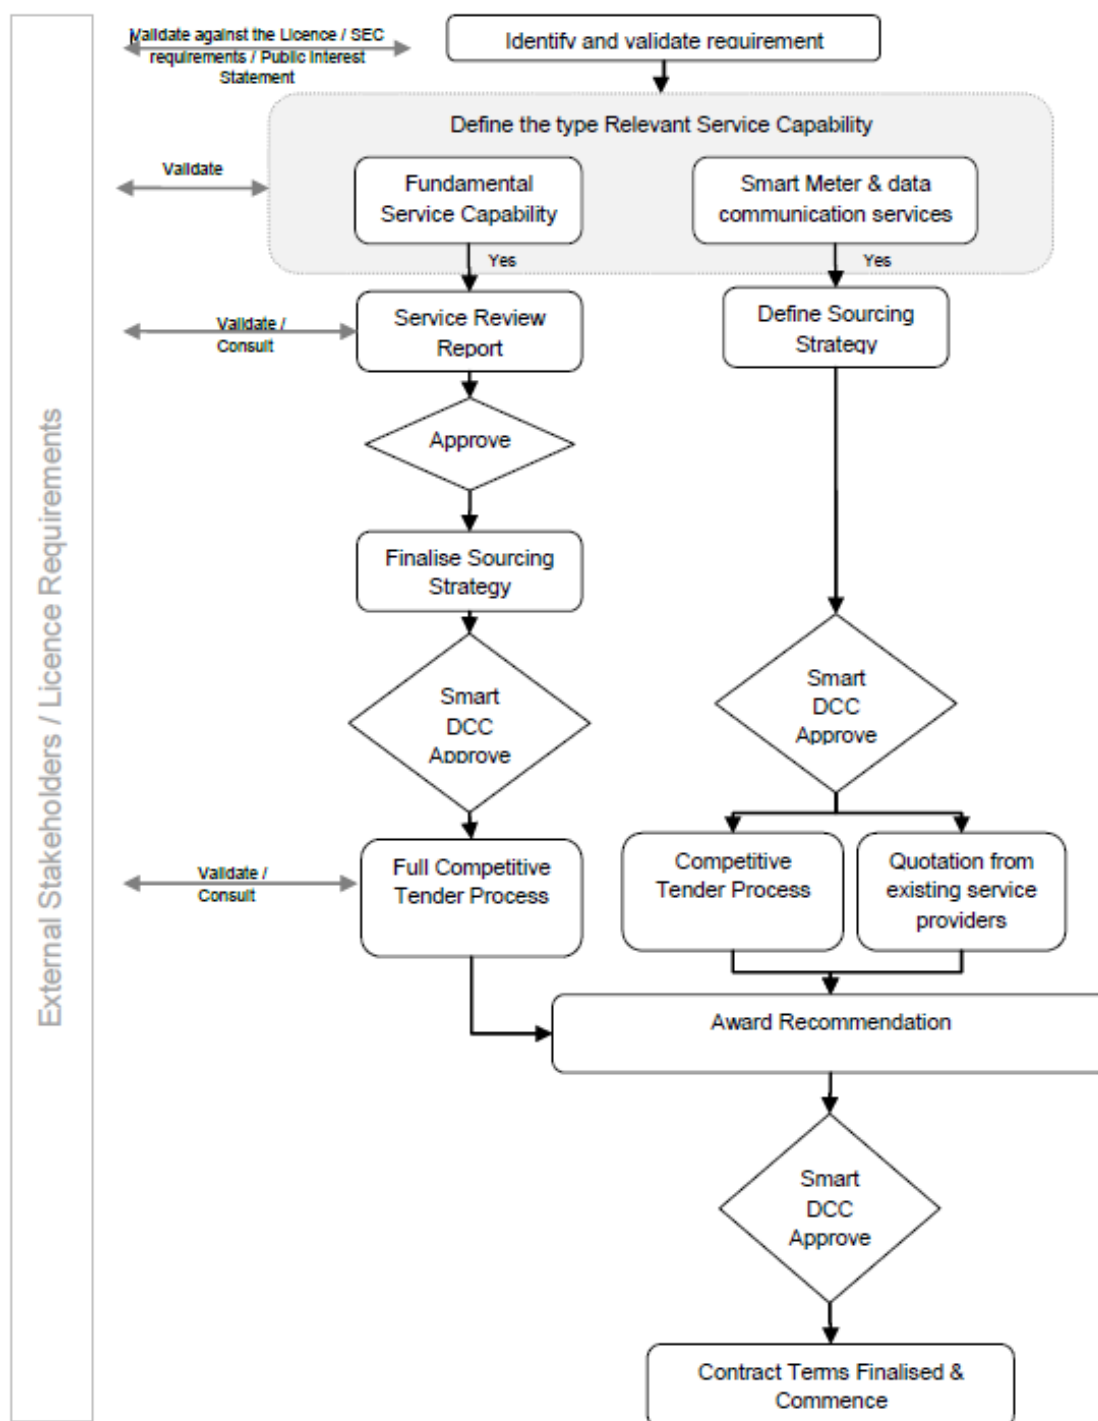 Validate against the Licence / SEC
requirements / Public Interest
Statement
Identify and validate requirement
Define the type Relevant Service Capability
Validate
Fundamental
Service Capability
Smart Meter & data
communication services
Yes
Yes
Validate /
Consult
Service Review
Report
Define Sourcing
Strategy
Approve
Finalise Sourcing
Strategy
Smart
DCC
Approve
Smart
DCC
Approve
Validate /
Consult
Full Competitive
Tender Process
Competitive
Tender Process
Quotation from
existing service
providers
Award Recommendation
Smart
DCC
Approve
Contract Terms Finalised &
Commence
External Stakeholders / Licence Requirements